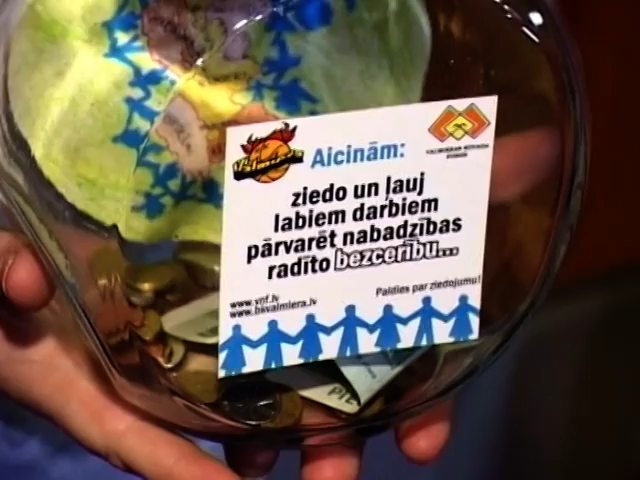 Valmiera
Aicinām:
ziedo un ļauj
labiem darbiem
pārvarēt nabadzības
radīto bezcerību...
www.vnf.lv
www.bkvalmiera.lv
Paldies par ziedojumu!